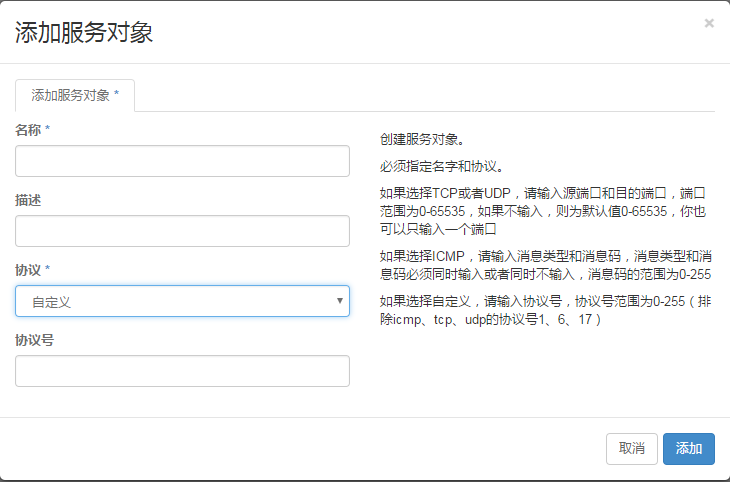 添加服务对象
×
添加服务对象 *
名称 *
描述
协议 *
自定义
协议号
创建服务对象。
必须指定名字和协议。
如果选择TCP或者UDP，请输入源端口和目的端口，端口
范围为0-65535，如果不输入，则为默认值0-65535，你也
可以只输入一个端口
如果选择ICMP，请输入消息类型和消息码，消息类型和消
息码必须同时输入或者同时不输入，消息码的范围为0-255
如果选择自定义，请输入协议号，协议号范围为0-255（排
除icmp、tcp、udp的协议号1、6、17）
取消
添加